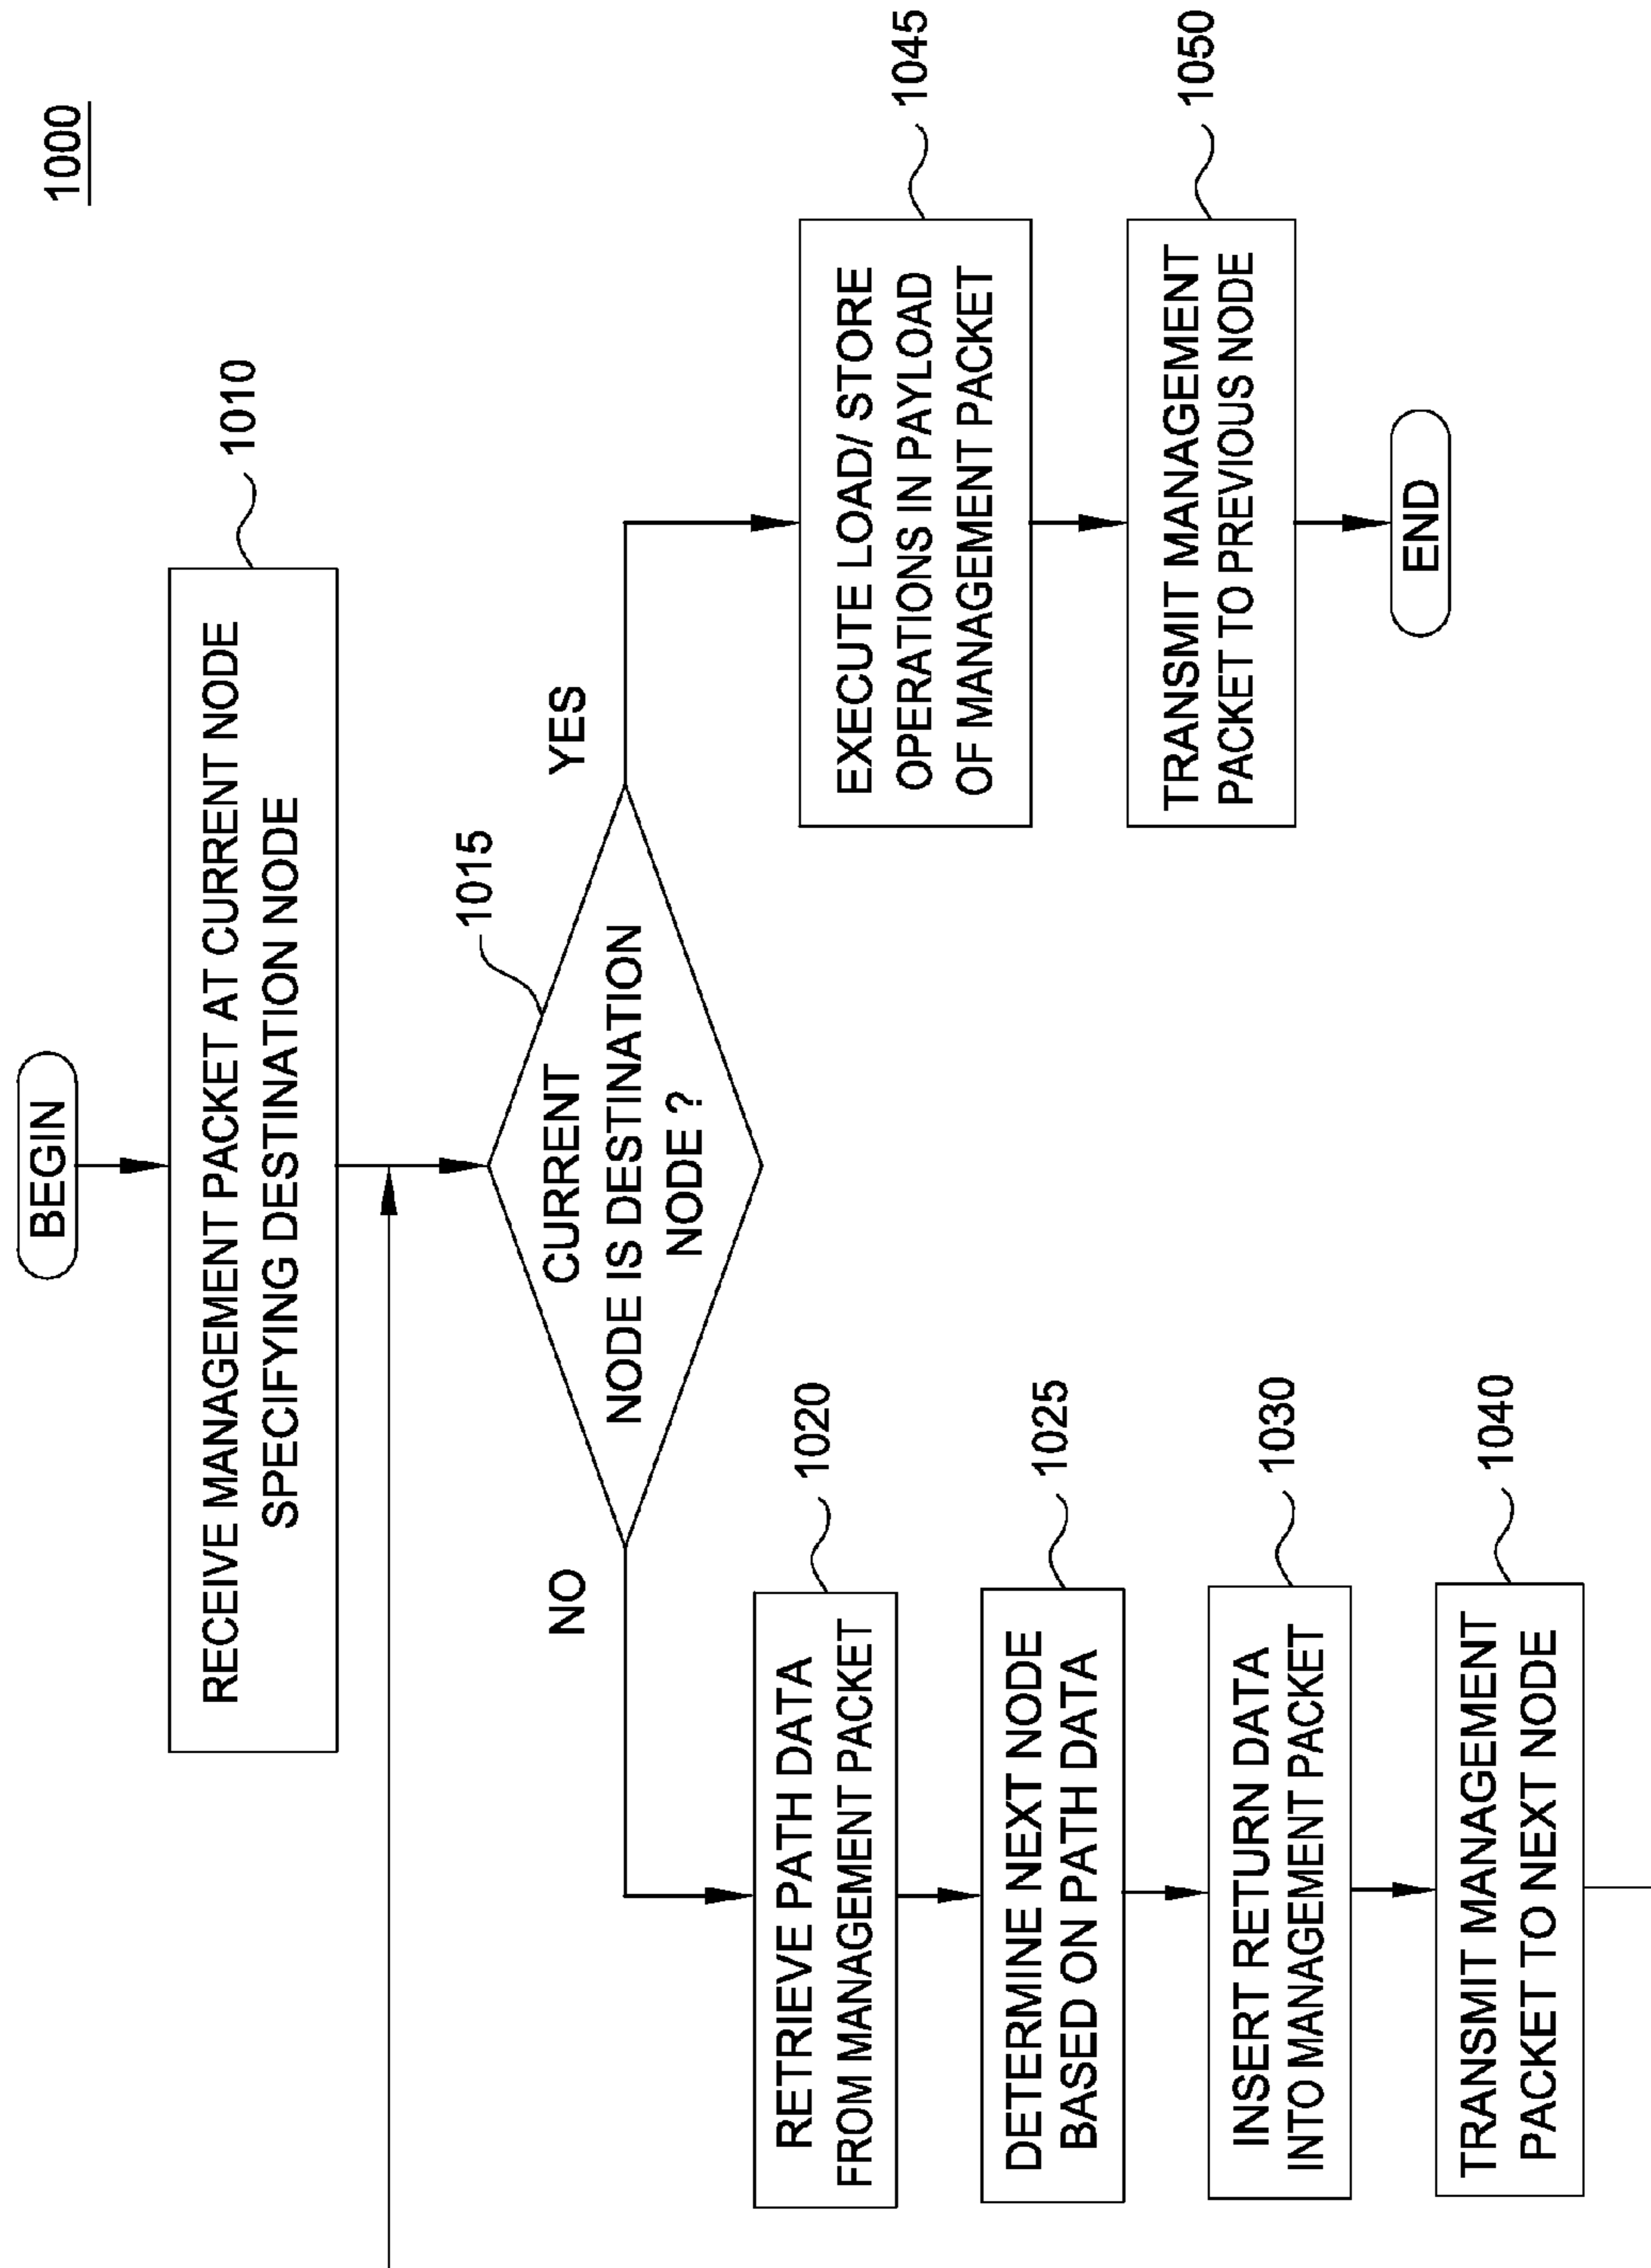 1000
BEGIN
RECEIVE MANAGEMENT PACKET AT CURRENT NODE
SPECIFYING DESTINATION NODE
1010
1015
CURRENT
NODE IS DESTINATION
NODE ?
NO
YES
RETRIEVE PATH DATA
FROM MANAGEMENT PACKET
1020
DETERMINE NEXT NODE
BASED ON PATH DATA
1025
INSERT RETURN DATA
INTO MANAGEMENT PACKET
1030
TRANSMIT MANAGEMENT
PACKET TO NEXT NODE
1040
EXECUTE LOAD/ STORE
OPERATIONS IN PAYLOAD
OF MANAGEMENT PACKET
1045
TRANSMIT MANAGEMENT
PACKET TO PREVIOUS NODE
1050
END